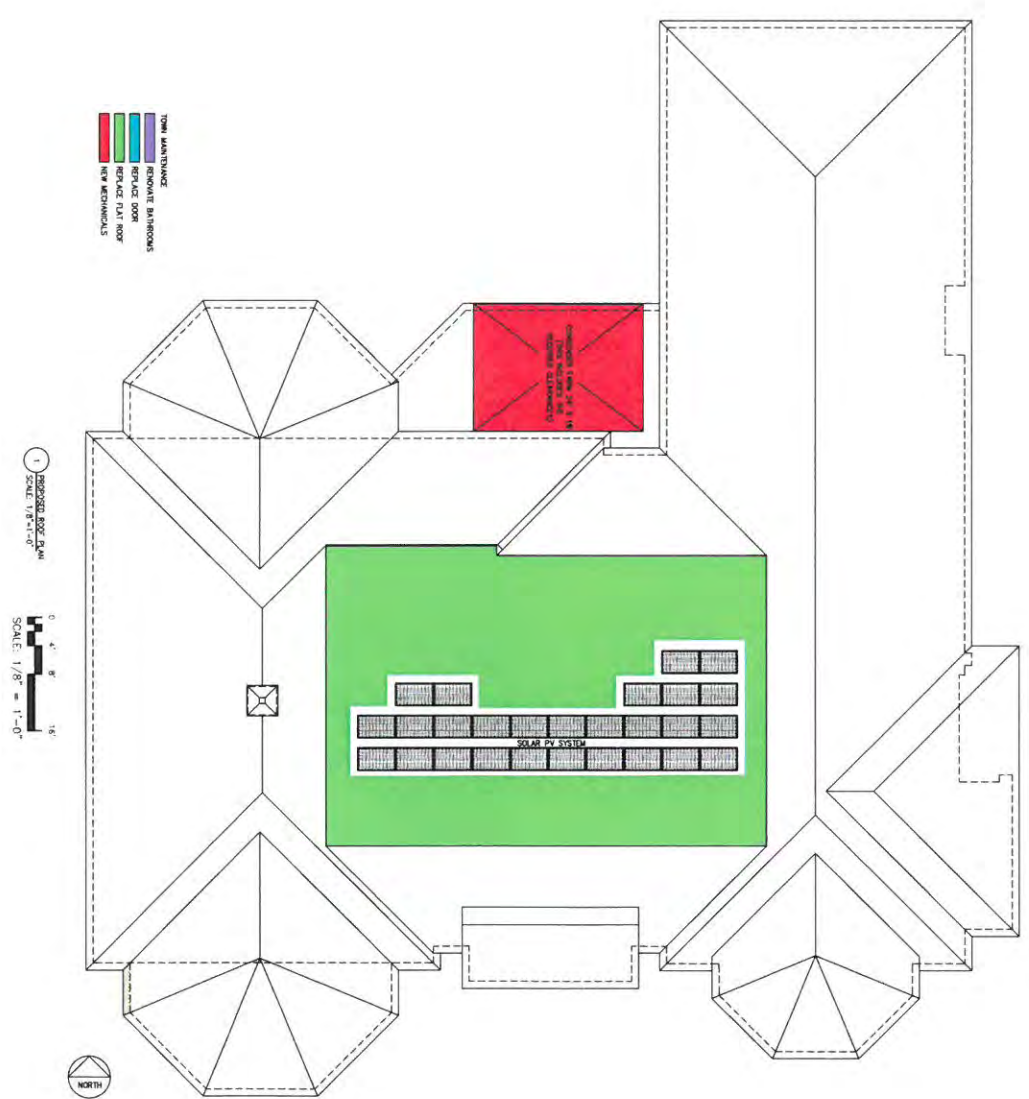 TOWN MAINTENANCE
RENOVATE BATHROOMS
REPLACE DOOR
REPLACE FLAT ROOF
NEW MECHANICALS
SOLAR PV SYSTEM
1
PROPOSED ROOF PLAN
SCALE: 1/8"=1'-0"
0 4' 8' 16'
SCALE: 1/8" = 1'-0"
NORTH